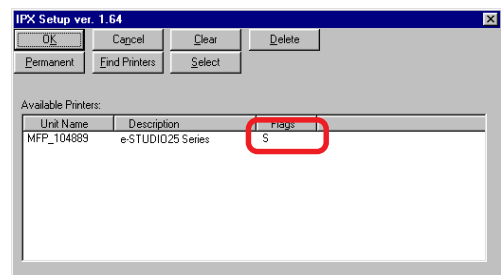 IPX Setup ver. 1.64
OK Cancel Clear Delete
Permanent Find Printers Select
Available Printers:
Unit Name Description Flags
MFP_104889 e-STUDIO25 Series S